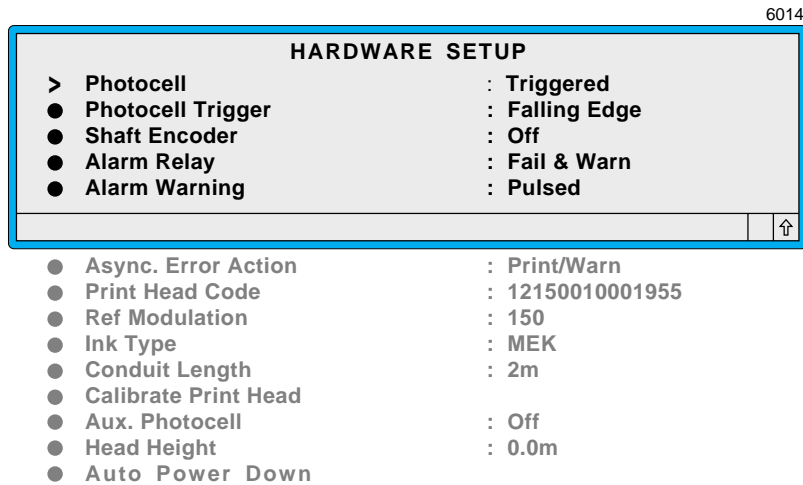 6014
HARDWARE SETUP
> Photocell : Triggered
● Photocell Trigger : Falling Edge
● Shaft Encoder : Off
● Alarm Relay : Fail & Warn
● Alarm Warning : Pulsed
⇧
● Async. Error Action : Print/Warn
● Print Head Code : 12150010001955
● Ref Modulation : 150
● Ink Type : MEK
● Conduit Length : 2m
● Calibrate Print Head
● Aux. Photocell : Off
● Head Height : 0.0m
● Auto Power Down